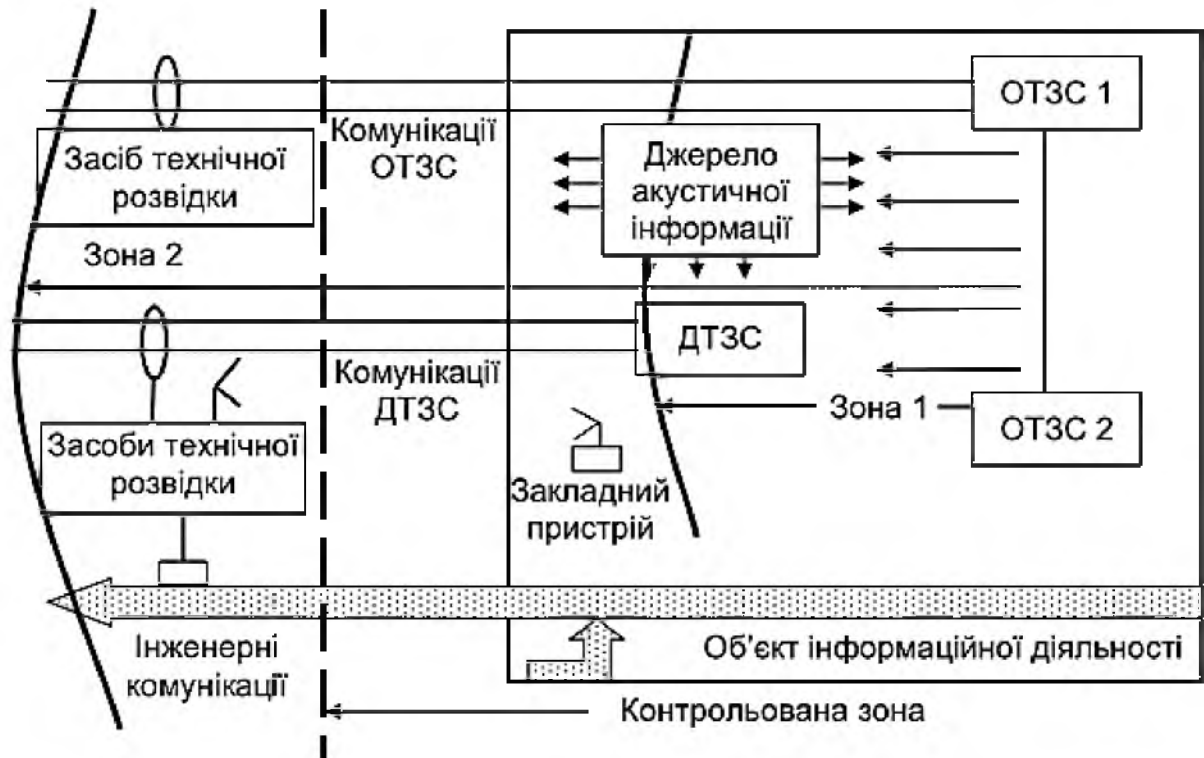 ОТЗС 1
Комунікації
ОТЗС
Засіб технічної
розвідки
Джерело
акустичної
інформації
Зона 2
ДТЗС
Комунікації
ДТЗС
Зона 1
ОТЗС 2
Засоби технічної
розвідки
Закладний
пристрій
Інженерні
комунікації
Об'єкт інформаційної діяльності
Контрольована зона